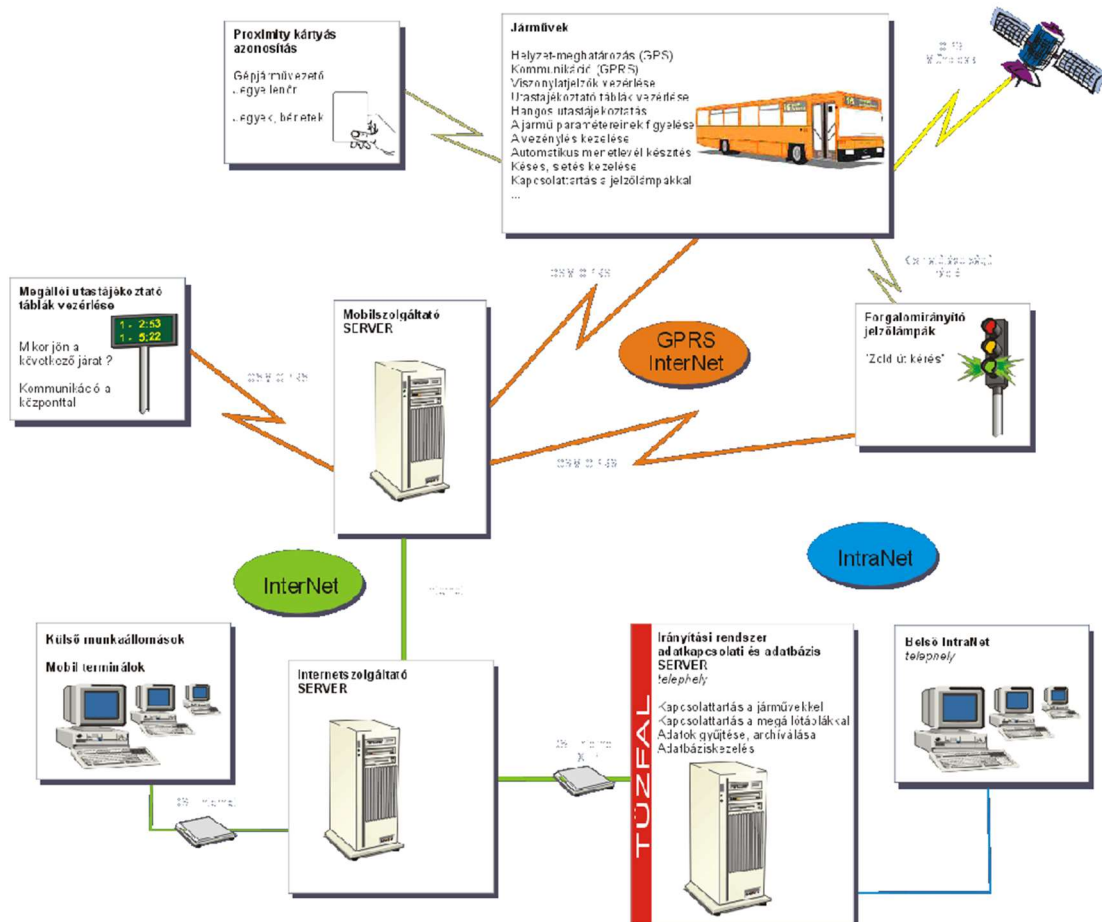 Proximity kártyás
azonosítás
Gépjárművezető
Jegyellenőr
Jegyek, bérletek
Járművek
Helyzet-meghatározás (GPS)
Kommunikáció (GPRS)
Viszonylatjelzők vezérlése
Utastájékoztató táblák vezérlése
Hangos utastájékoztatás
A jármű paramétereinek figyelése
A vezénylés kezelése
Automatikus menetlevél készítés
Késés, sietés kezelése
Kapcsolattartás a jelzőlámpákkal
...
Megállói utastájékoztató
táblák vezérlése
1 - 2:53
1 - 5:22
Mikor jön a
következő járat ?
Kommunikáció a
központtal
Mobilszolgáltató
SERVER
GPRS
InterNet
Forgalomirányító
jelzőlámpák
"Zöld út kérés"
InterNet
IntraNet
Külső munkaállomások
Mobil terminálok
Internetszolgáltató
SERVER
TŰZFAL
Irányítási rendszer
adatkapcsolati és adatbázis
SERVER
telephely
Kapcsolattartás a járművekkel
Kapcsolattartás a megállótáblákkal
Adatok gyűjtése, archíválása
Adatbáziskezelés
Belső IntraNet
telephely